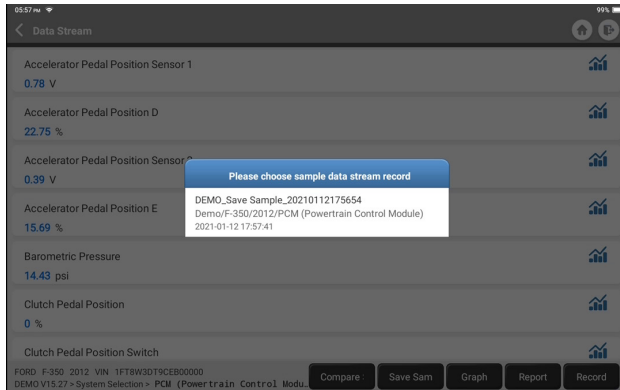 05:57 PM
99%
Data Stream
Accelerator Pedal Position Sensor 1
0.78 V
Accelerator Pedal Position D
22.75 %
Accelerator Pedal Position Sensor 2
0.39 V
Please choose sample data stream record
DEMO_Save Sample_20210112175654
Demo/F-350/2012/PCM (Powertrain Control Module)
2021-01-12 17:57:41
Accelerator Pedal Position E
15.69 %
Barometric Pressure
14.43 psi
Clutch Pedal Position
0 %
Clutch Pedal Position Switch
FORD F-350 2012 VIN 1FT8W3DT9CEB00000
DEMO V15.27 > System Selection > PCM (Powertrain Control Modu...
Compare
Save Sam
Graph
Report
Record